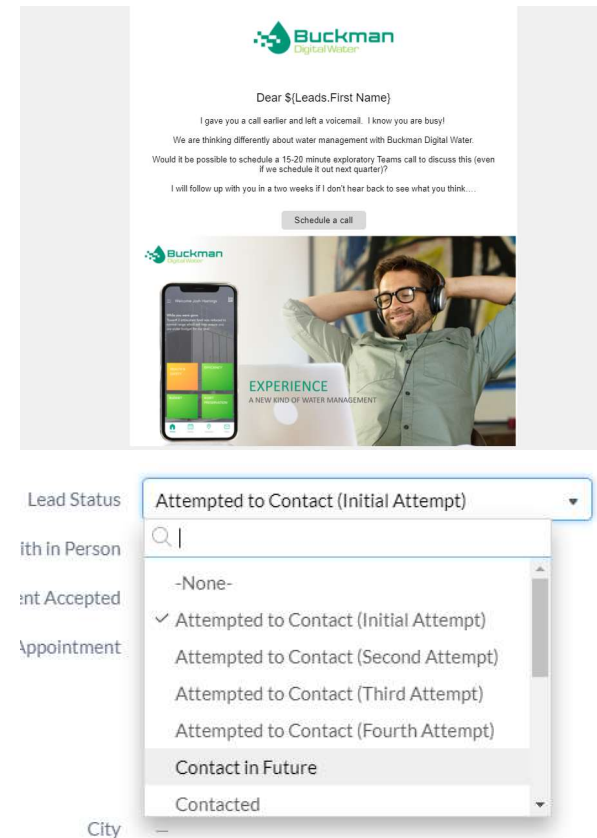 Buckman
Digital Water
Dear ${Leads.First Name}
I gave you a call earlier and left a voicemail. I know you are busy!
We are thinking differently about water management with Buckman Digital Water.
Would it be possible to schedule a 15-20 minute exploratory Teams call to discuss this (even
if we schedule it out next quarter)?
I will follow up with you in a two weeks if I don't hear back to see what you think....
Schedule a call
Buckman
Digital Water
EXPERIENCE
A NEW KIND OF WATER MANAGEMENT
Lead Status
Attempted to Contact (Initial Attempt)
ith in Person
-None-
ent Accepted
Attempted to Contact (Initial Attempt)
Appointment
Attempted to Contact (Second Attempt)
Attempted to Contact (Third Attempt)
Attempted to Contact (Fourth Attempt)
Contact in Future
Contacted
City
—